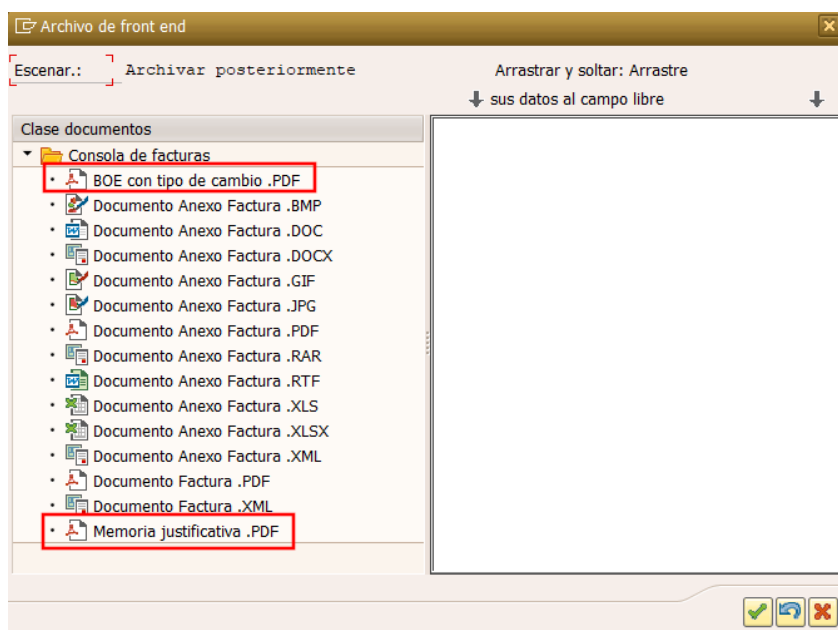 Archivo de front end
Escenar.: Archivar posteriormente
Arrastrar y soltar: Arrastre
sus datos al campo libre
Clase documentos
Consola de facturas
BOE con tipo de cambio .PDF
Documento Anexo Factura .BMP
Documento Anexo Factura .DOC
Documento Anexo Factura .DOCX
Documento Anexo Factura .GIF
Documento Anexo Factura .JPG
Documento Anexo Factura .PDF
Documento Anexo Factura .RAR
Documento Anexo Factura .RTF
Documento Anexo Factura .XLS
Documento Anexo Factura .XLSX
Documento Anexo Factura .XML
Documento Factura .PDF
Documento Factura .XML
Memoria justificativa .PDF